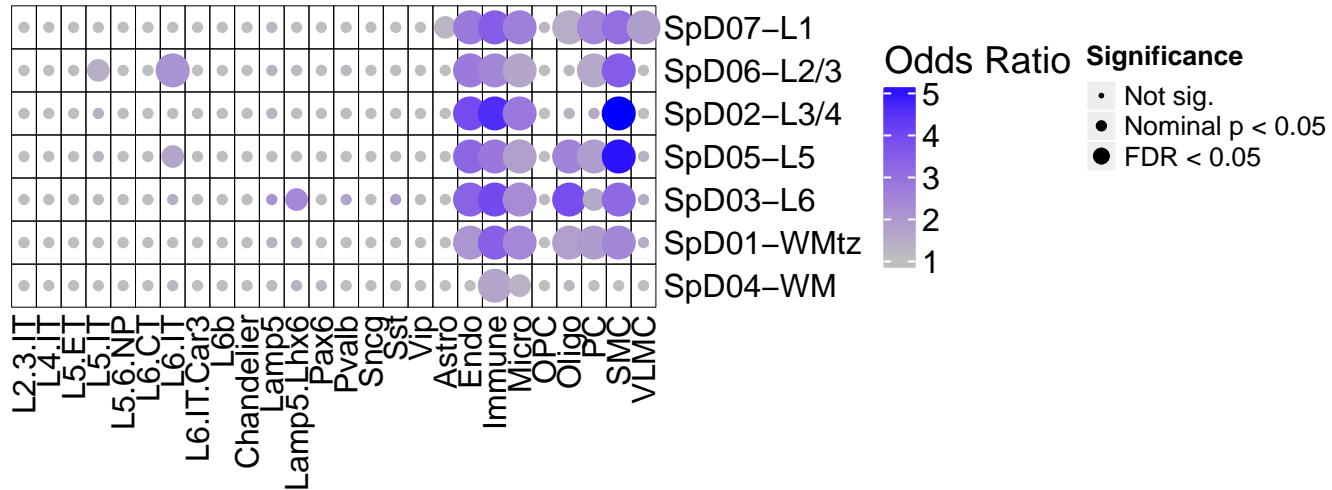 SpD07−L1
SpD06−L2/3
SpD02−L3/4
SpD05−L5
SpD03−L6
SpD01−WMtz
SpD04−WM
L2.3.IT
L4.IT
L5.ET
L5.IT
L5.6.NP
L6.CT
L6.IT
L6.IT.Car3
L6b
Chandelier
Lamp5
Lamp5.Lhx6
Pax6
Pvalb
Sncg
Sst
Vip
Astro
Endo
Immune
Micro
OPC
Oligo
PC
SMC
VLMC
Odds Ratio
5
4
3
2
1
Significance
Not sig.
Nominal p < 0.05
FDR < 0.05